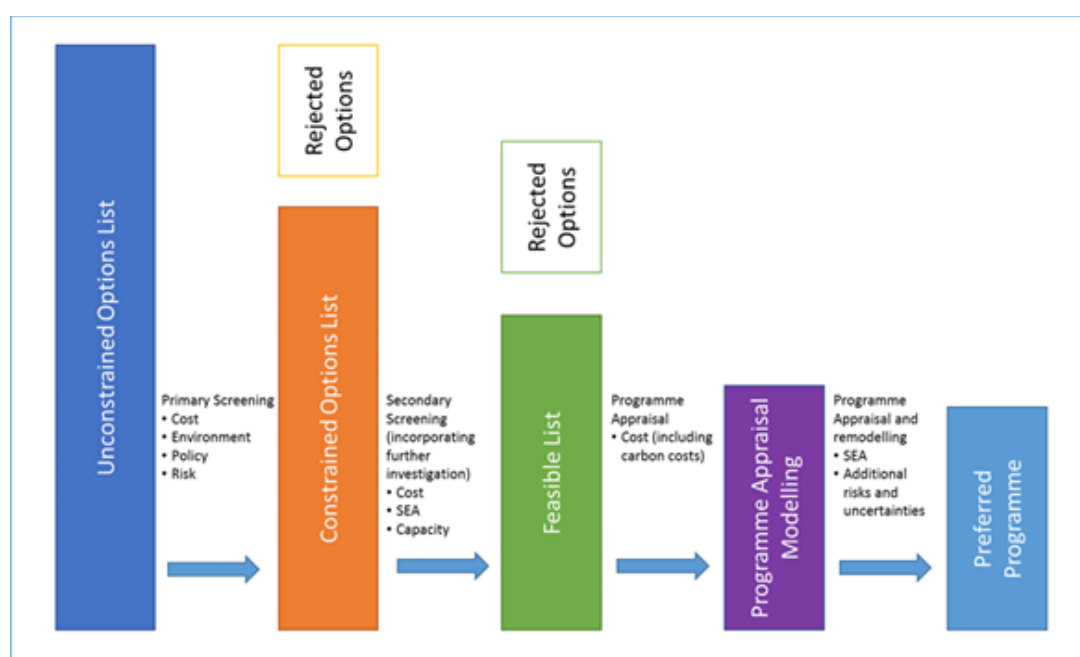 Unconstrained Options List
Primary Screening
• Cost
• Environment
• Policy
• Risk
Rejected
Options
Constrained Options List
Secondary
Screening
(incorporating
further
investigation)
• Cost
• SEA
• Capacity
Rejected
Options
Feasible List
Programme
Appraisal
• Cost (including
carbon costs)
Programme Appraisal
Modelling
Programme
Appraisal and
remodelling
• SEA
• Additional
risks and
uncertainties
Preferred
Programme